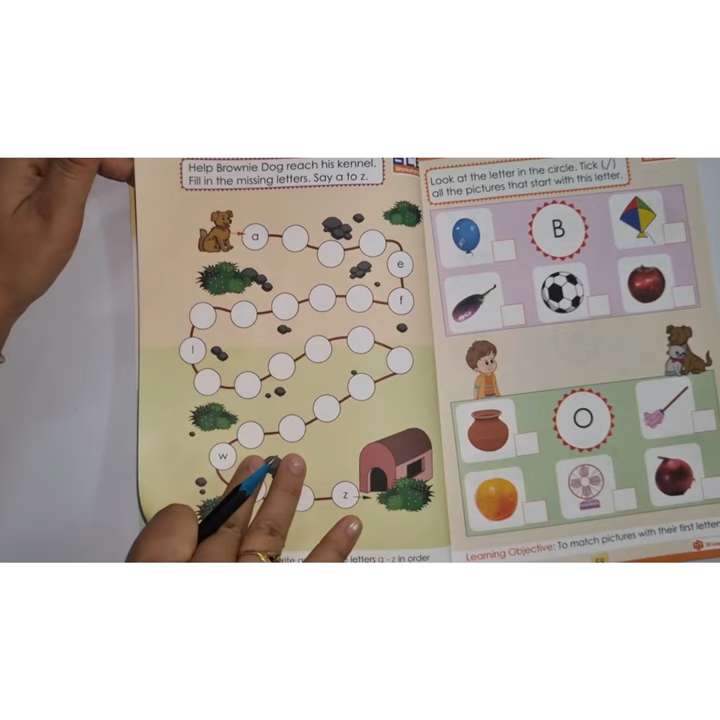 Help Brownie Dog reach his kennel.
Fill in the missing letters. Say a to z.
a
e
f
l
w
z
letters a - z in order
Look at the letter in the circle. Tick (✓)
all the pictures that start with this letter.
B
O
Learning Objective: To match pictures with their first letter